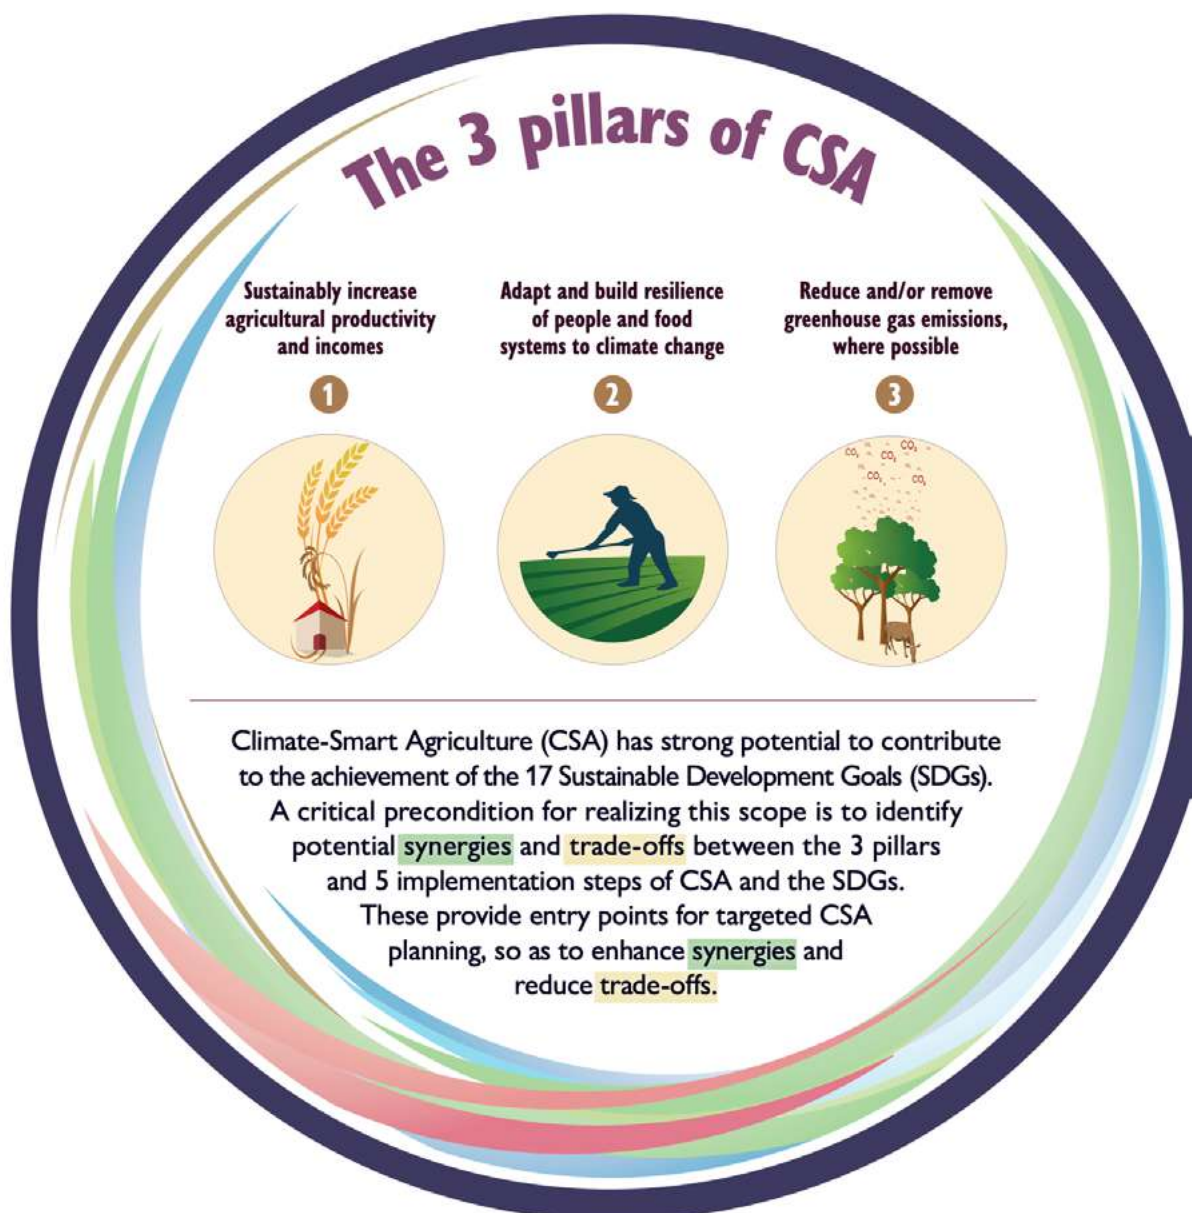 The 3 pillars of CSA
Sustainably increase
agricultural productivity
and incomes
1
Adapt and build resilience
of people and food
systems to climate change
2
Reduce and/or remove
greenhouse gas emissions,
where possible
3
CO₂
CO₂
CO₂
CO₂
CO₂
Climate-Smart Agriculture (CSA) has strong potential to contribute
to the achievement of the 17 Sustainable Development Goals (SDGs).
A critical precondition for realizing this scope is to identify
potential synergies and trade-offs between the 3 pillars
and 5 implementation steps of CSA and the SDGs.
These provide entry points for targeted CSA
planning, so as to enhance synergies and
reduce trade-offs.